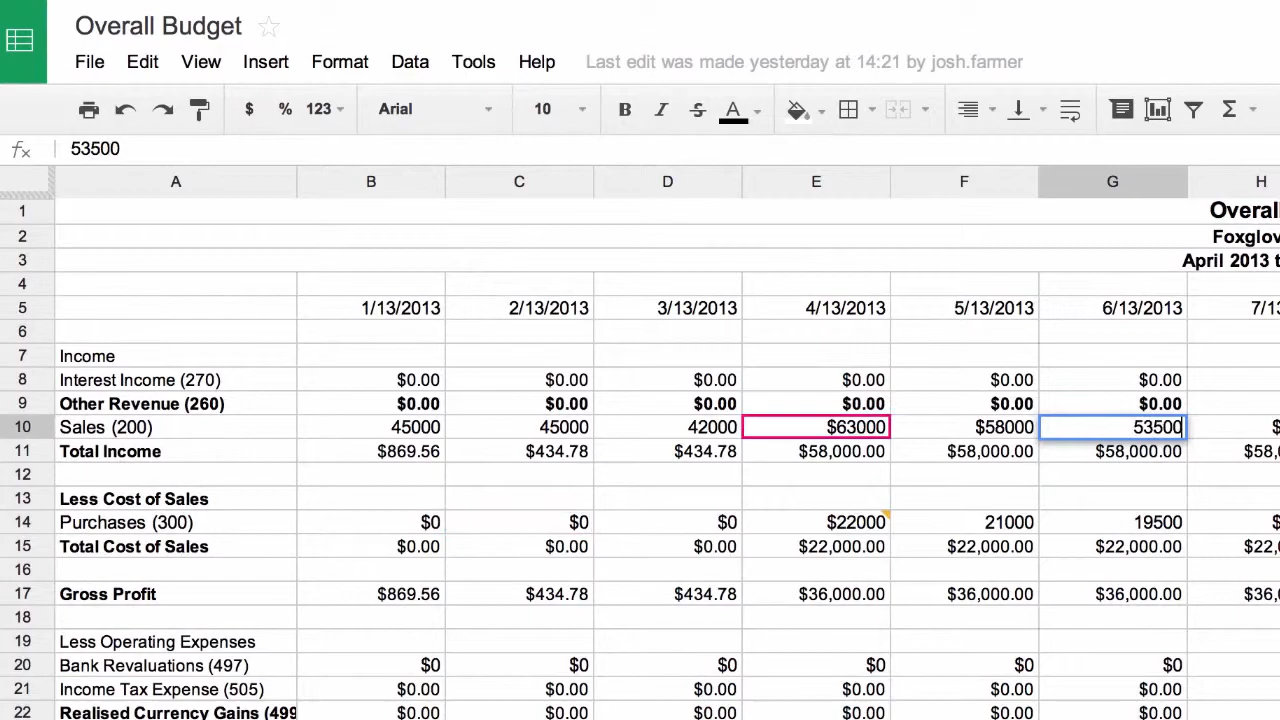 Overall Budget
File Edit View Insert Format Data Tools Help Last edit was made yesterday at 14:21 by josh.farmer
$ % 123 Arial 10 B I S A Σ
fx 53500
A B C D E F G H
1 Overall
2
3 April 2013
4
5 1/13/2013 2/13/2013 3/13/2013 4/13/2013 5/13/2013 6/13/2013
6
7 Income
8 Interest Income (270) $0.00 $0.00 $0.00 $0.00 $0.00 $0.00
9 Other Revenue (260) $0.00 $0.00 $0.00 $0.00 $0.00 $0.00
10 Sales (200) 45000 45000 42000 $63000 $58000 53500 $
11 Total Income $869.56 $434.78 $434.78 $58,000.00 $58,000.00 $58,000.00 $58,
12
13 Less Cost of Sales
14 Purchases (300) $0 $0 $0 $22000 21000 19500 $
15 Total Cost of Sales $0.00 $0.00 $0.00 $22,000.00 $22,000.00 $22,000.00 $22,
16
17 Gross Profit $869.56 $434.78 $434.78 $36,000.00 $36,000.00 $36,000.00 $36,
18
19 Less Operating Expenses
20 Bank Revaluations (497) $0 $0 $0 $0 $0 $0
21 Income Tax Expense (505) $0.00 $0.00 $0.00 $0.00 $0.00 $0.00
22 Realised Currency Gains (499 $0.00 $0.00 $0.00 $0.00 $0.00 $0.00